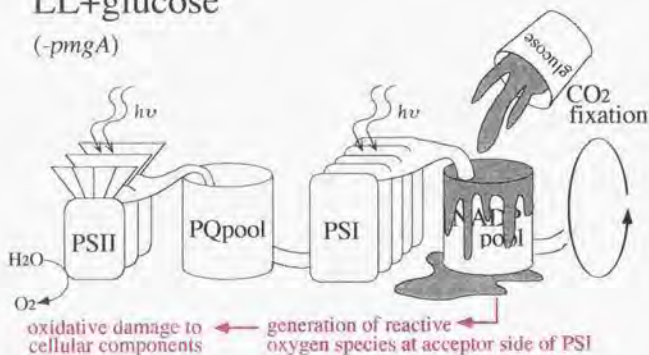 LL+glucose
(-pmgA)
glucose
CO2
fixation
hν
hν
PSII
PQpool
PSI
NADP
pool
H2O
O2
oxidative damage to
cellular components
generation of reactive
oxygen species at acceptor side of PSI